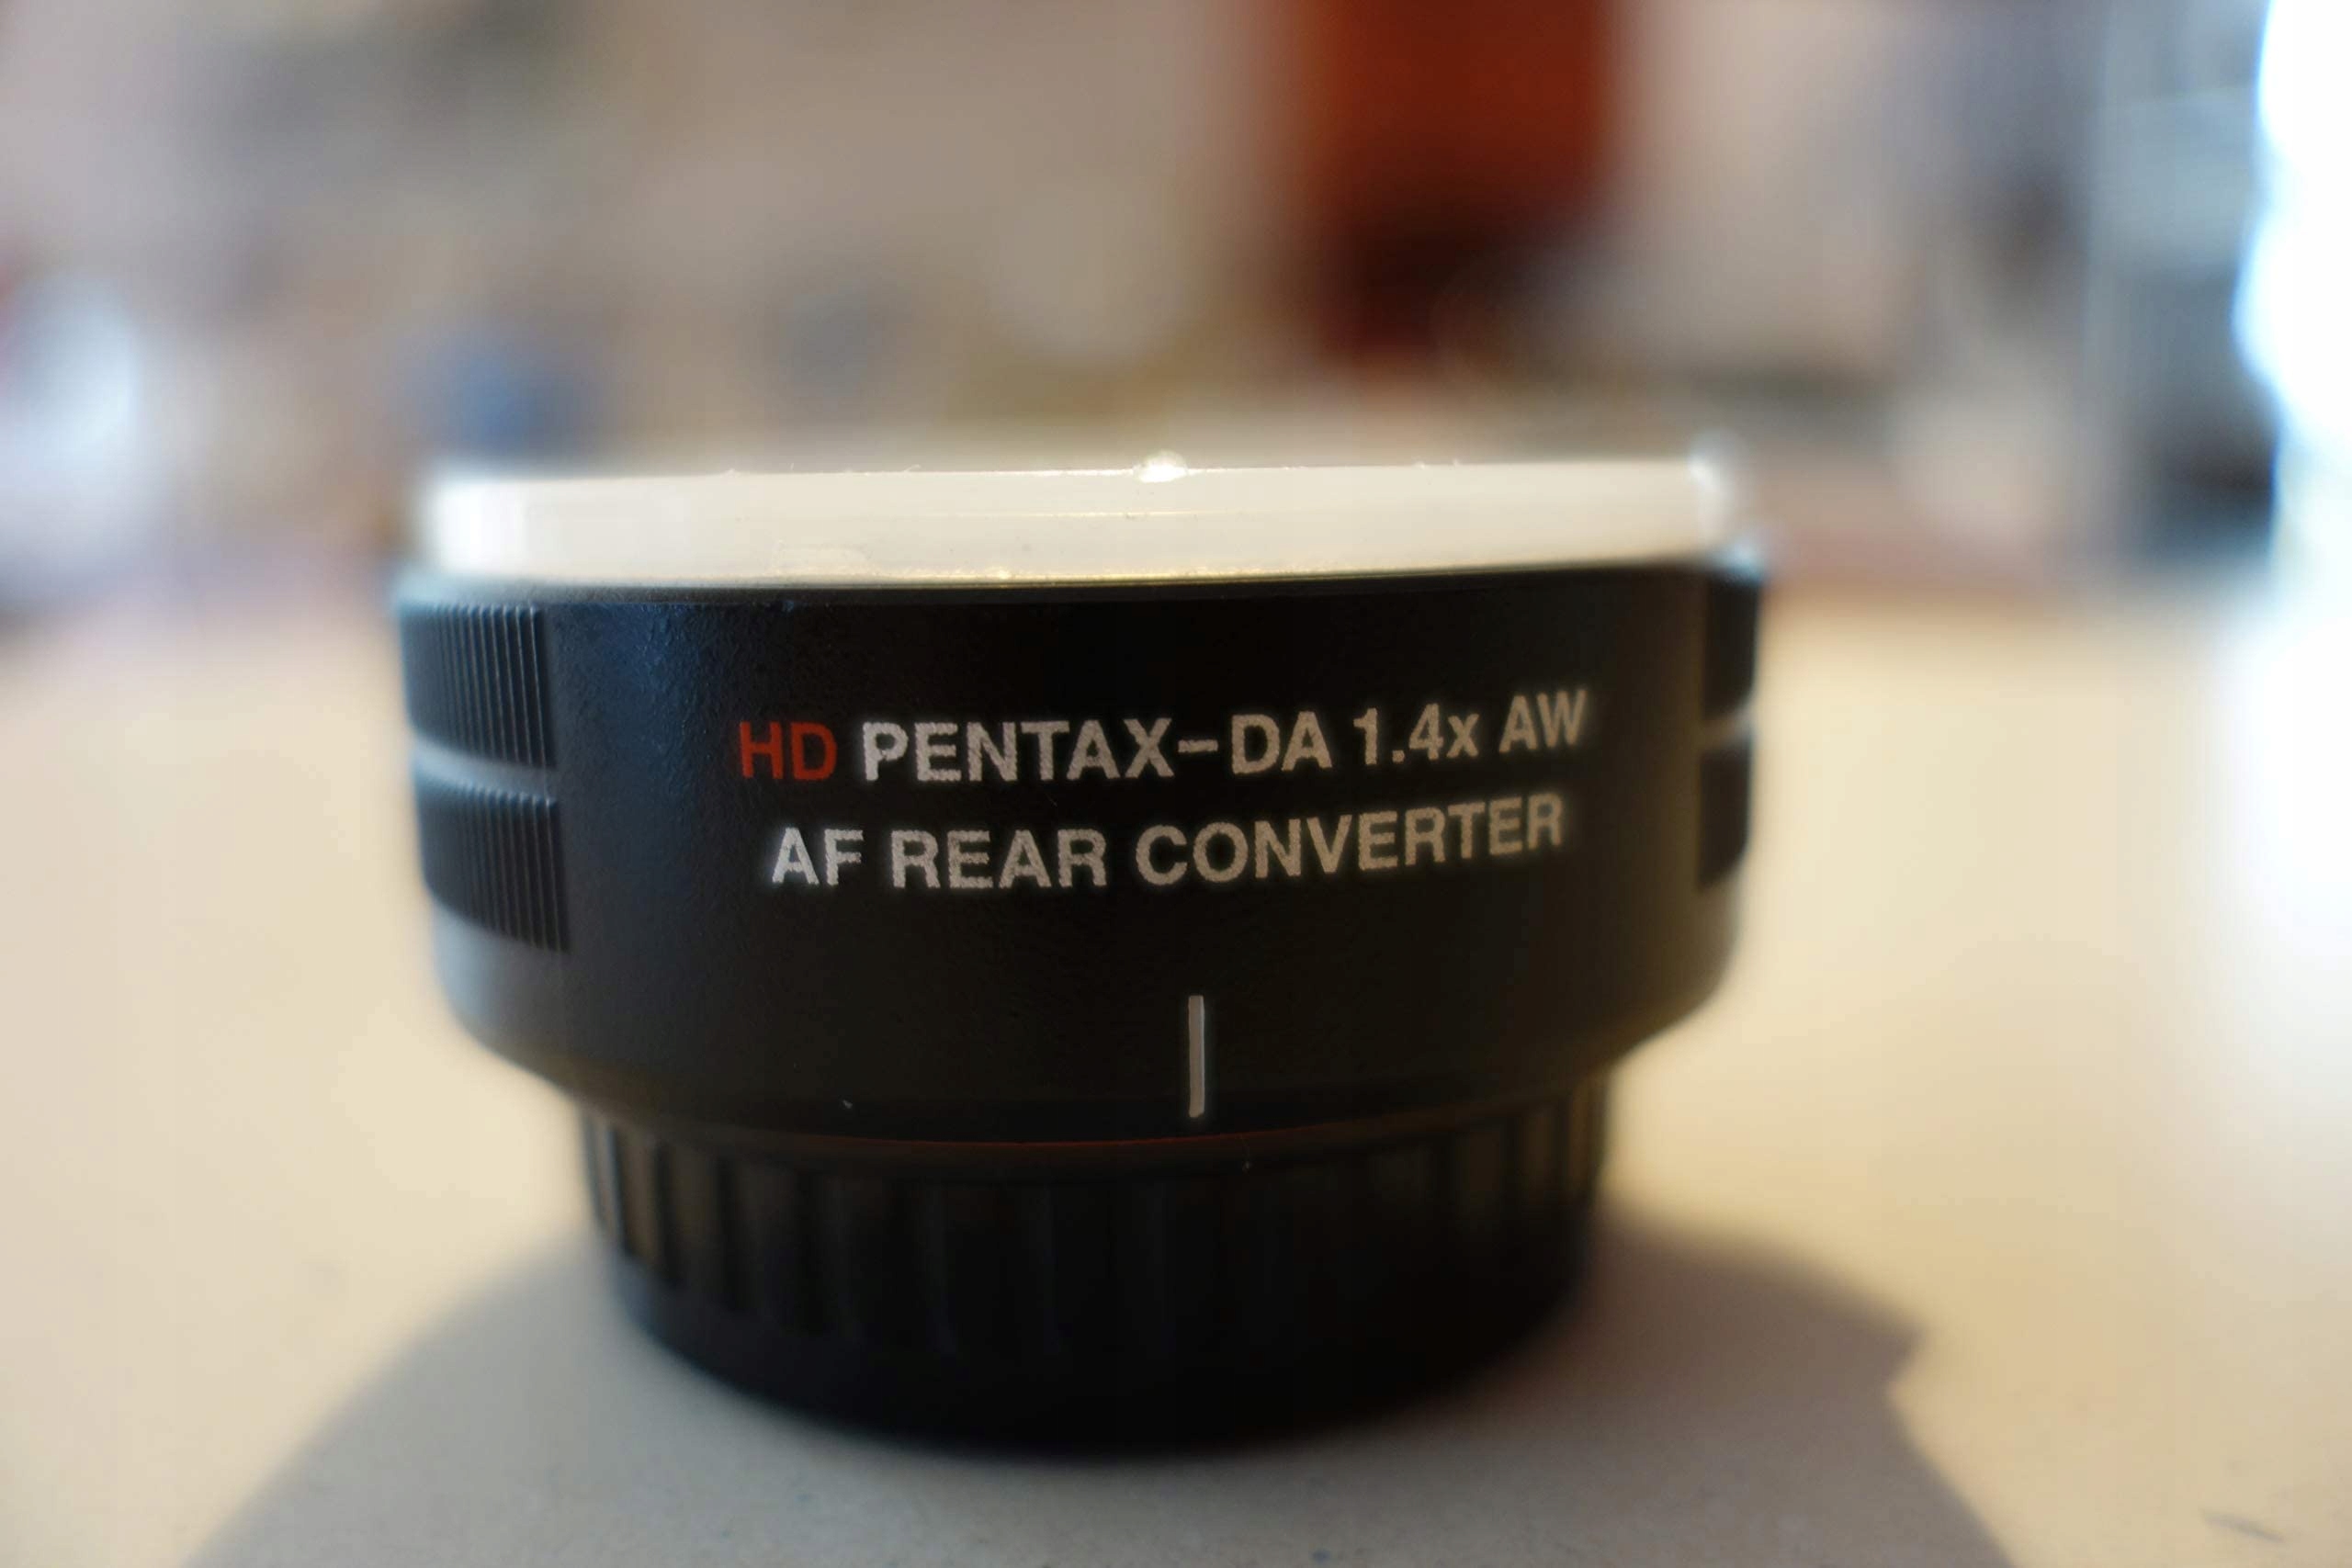 HD PENTAX-DA 1.4x AW
AF REAR CONVERTER